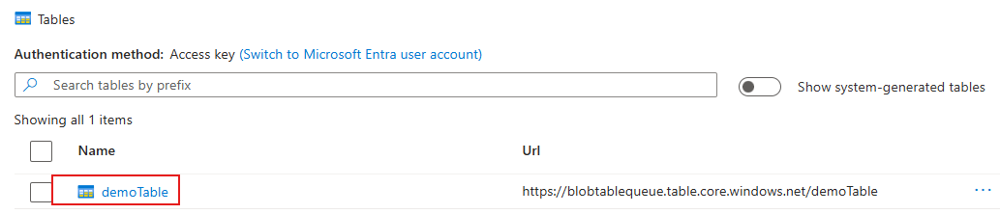 Tables
Authentication method: Access key (Switch to Microsoft Entra user account)
Search tables by prefix
Show system-generated tables
Showing all 1 items
Name Url
demoTable https://blobtablequeue.table.core.windows.net/demoTable